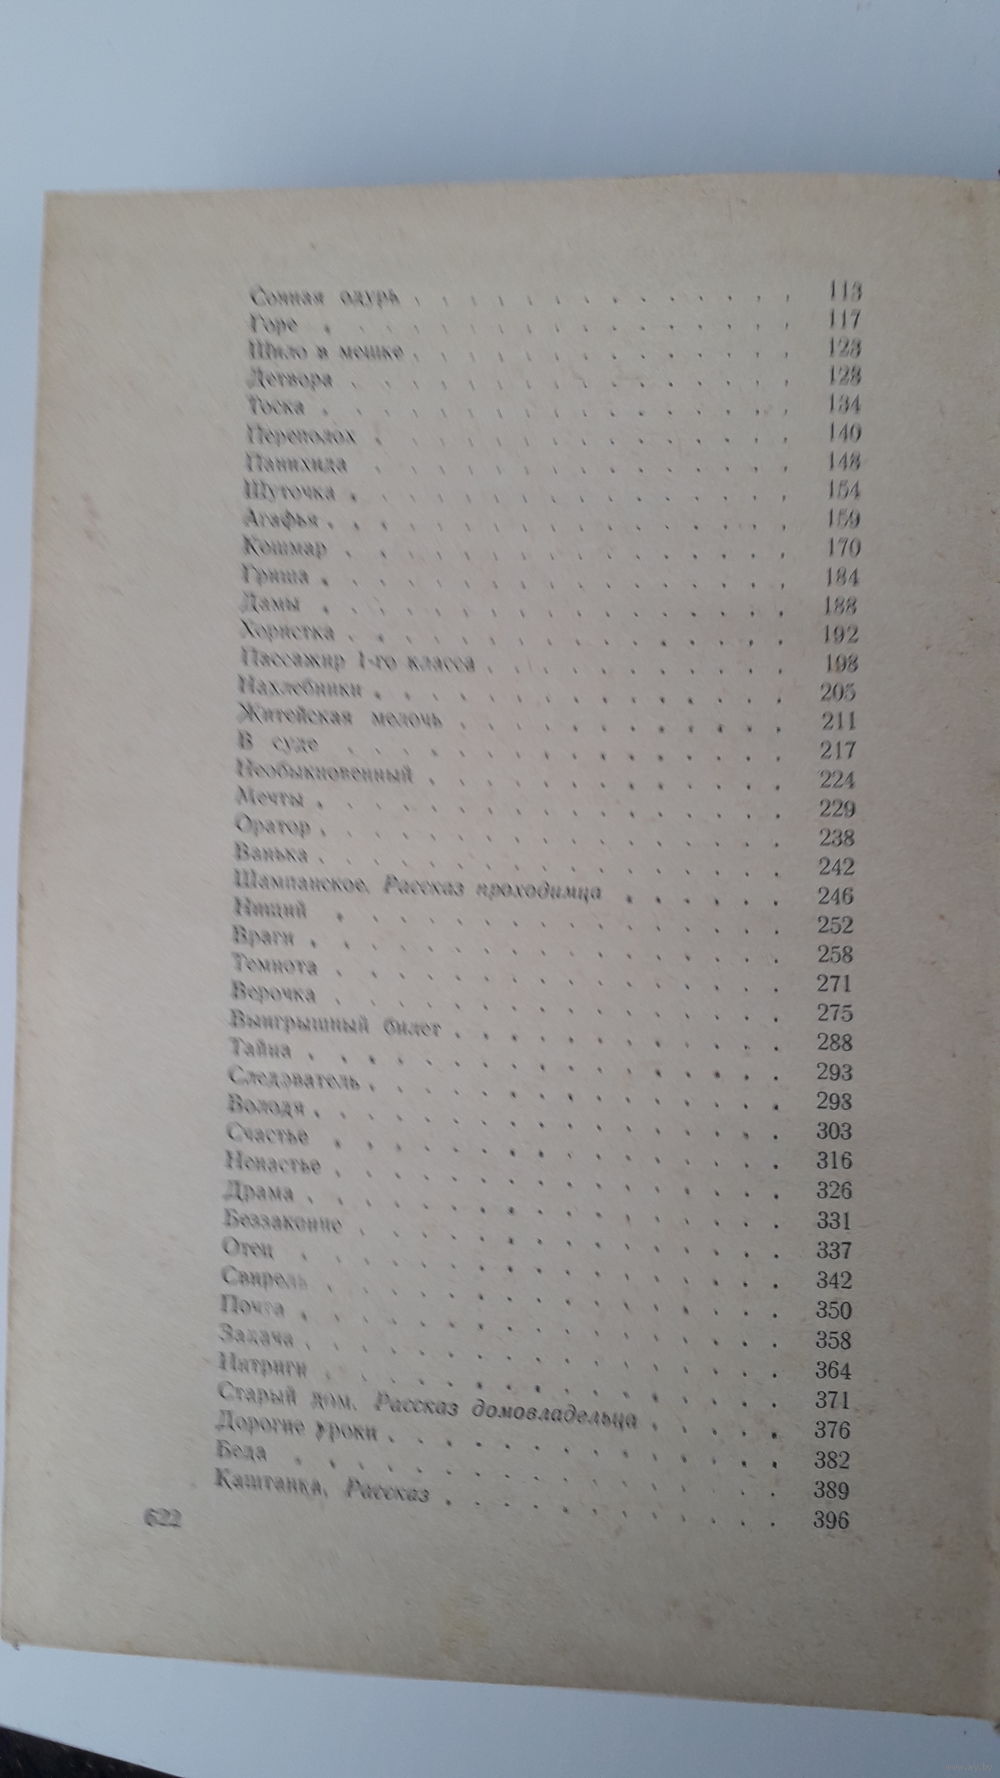 Сонная одурь . . . . . . . . . . . . . . 113
Горе . . . . . . . . . . . . . . . . . 117
Шило в мешке . . . . . . . . . . . . . . 123
Детвора . . . . . . . . . . . . . . . . 128
Тоска . . . . . . . . . . . . . . . . . 134
Переполох . . . . . . . . . . . . . . . 140
Панихида . . . . . . . . . . . . . . . 148
Шуточка . . . . . . . . . . . . . . . . 154
Агафья . . . . . . . . . . . . . . . . 159
Кошмар . . . . . . . . . . . . . . . . 170
Гриша . . . . . . . . . . . . . . . . . 184
Дамы . . . . . . . . . . . . . . . . . 188
Хористка . . . . . . . . . . . . . . . . 192
Пассажир 1-го класса . . . . . . . . . . . 198
Нахлебники . . . . . . . . . . . . . . . 205
Житейская мелочь . . . . . . . . . . . . 211
В суде . . . . . . . . . . . . . . . . 217
Необыкновенный . . . . . . . . . . . . . 224
Мечты . . . . . . . . . . . . . . . . . 229
Оратор . . . . . . . . . . . . . . . . . 238
Ванька . . . . . . . . . . . . . . . . . 242
Шампанское. Рассказ проходимца . . . . . . 246
Нищий . . . . . . . . . . . . . . . . 252
Враги . . . . . . . . . . . . . . . . . 258
Темнота . . . . . . . . . . . . . . . . 271
Верочка . . . . . . . . . . . . . . . . 275
Выигрышный билет . . . . . . . . . . . . 288
Тайна . . . . . . . . . . . . . . . . . 293
Следователь . . . . . . . . . . . . . . . 298
Володя . . . . . . . . . . . . . . . . . 303
Счастье . . . . . . . . . . . . . . . . 316
Ненастье . . . . . . . . . . . . . . . . 326
Драма . . . . . . . . . . . . . . . . . 331
Беззаконие . . . . . . . . . . . . . . . 337
Отец . . . . . . . . . . . . . . . . . 342
Свирель . . . . . . . . . . . . . . . . 350
Почта . . . . . . . . . . . . . . . . . 358
Задача . . . . . . . . . . . . . . . . . 364
Интриги . . . . . . . . . . . . . . . . 371
Старый дом. Рассказ домовладельца . . . . . 376
Дорогие уроки . . . . . . . . . . . . . . 382
Беда . . . . . . . . . . . . . . . . . 389
Каштанка. Рассказ . . . . . . . . . . . . 396
622
www.ay.by